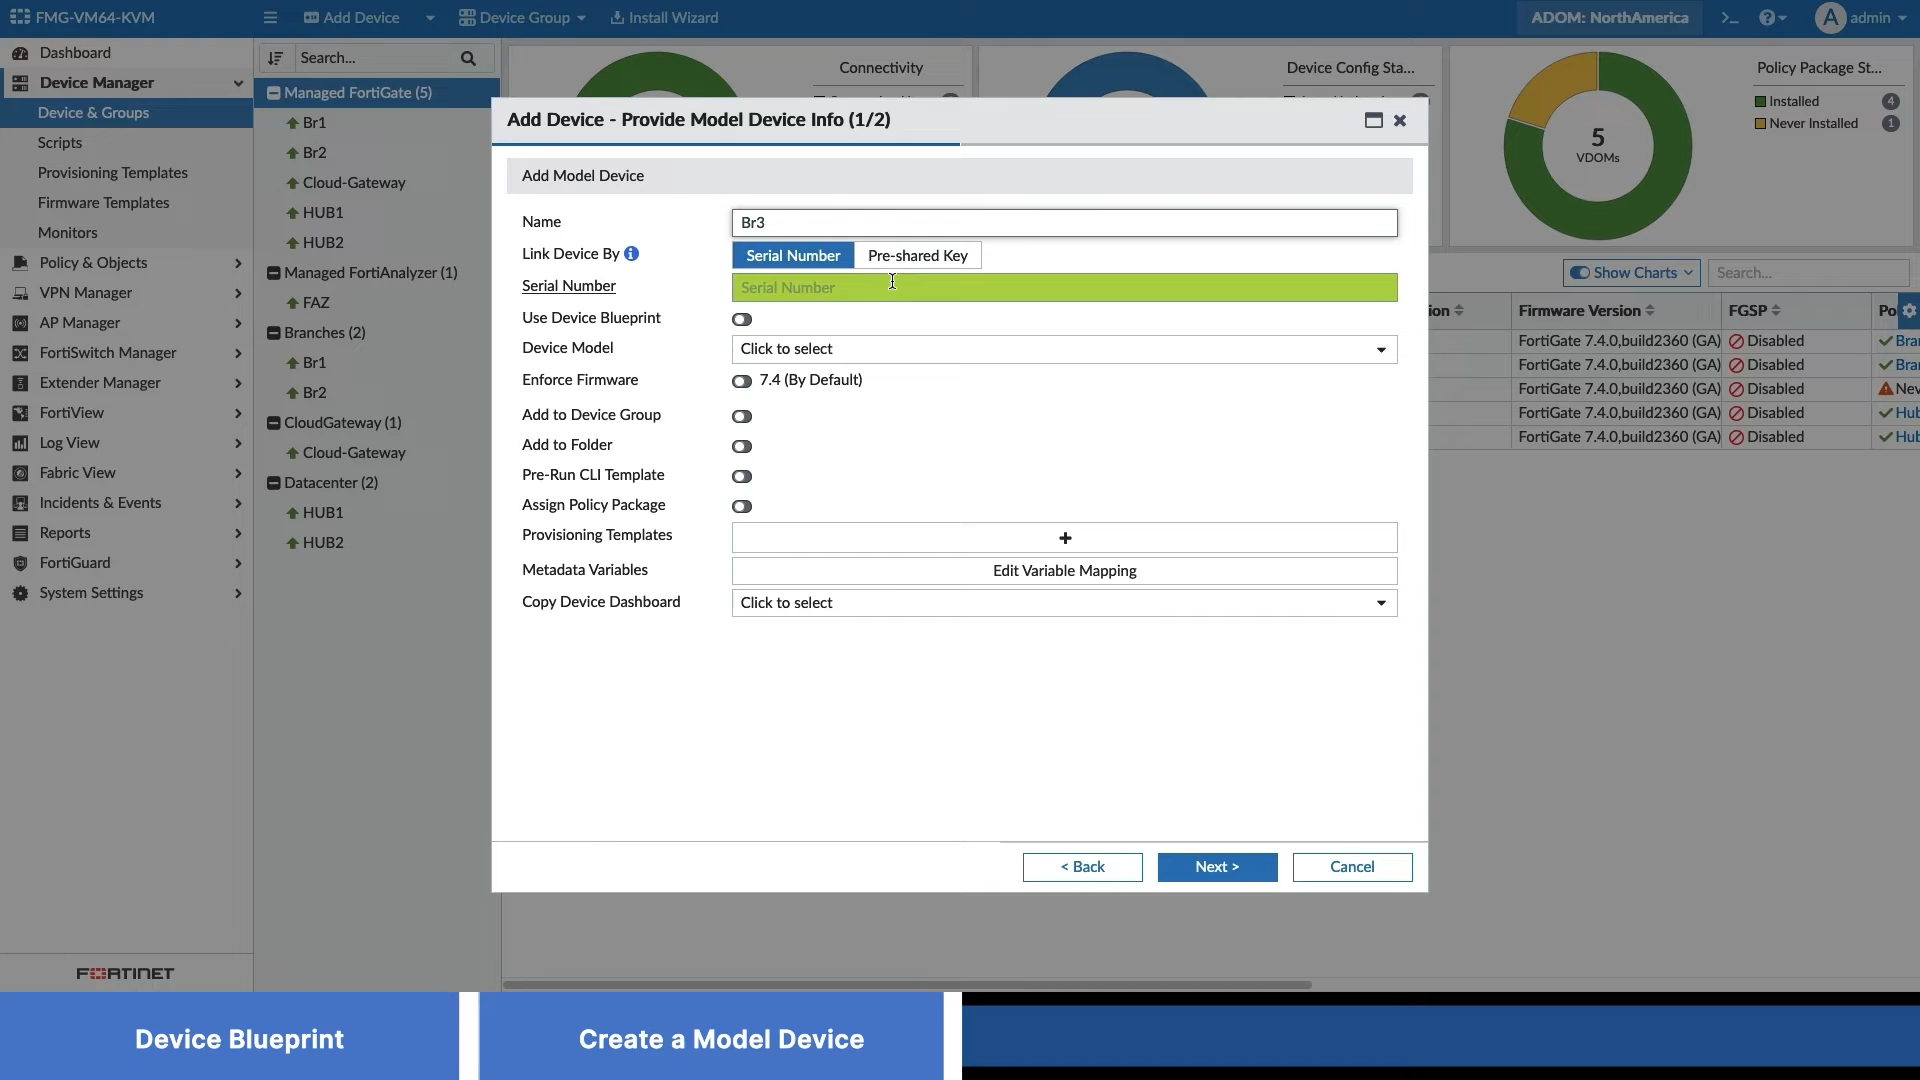 FMG-VM64-KVM
Add Device
Device Group
Install Wizard
ADOM: NorthAmerica
A
admin
Dashboard
Device Manager
Device & Groups
Scripts
Provisioning Templates
Firmware Templates
Monitors
Policy & Objects
VPN Manager
AP Manager
FortiSwitch Manager
Extender Manager
FortiView
Log View
Fabric View
Incidents & Events
Reports
FortiGuard
System Settings
FORTINET
Search...
Managed FortiGate (5)
Br1
Br2
Cloud-Gateway
HUB1
HUB2
Managed FortiAnalyzer (1)
FAZ
Branches (2)
Br1
Br2
CloudGateway (1)
Cloud-Gateway
Datacenter (2)
HUB1
HUB2
Connectivity
Device Config Sta...
Policy Package St...
Installed 4
Never Installed 1
5
VDOMs
Show Charts
Search...
ion
Firmware Version
FGSP
Po
FortiGate 7.4.0,build2360 (GA) Disabled Bra
FortiGate 7.4.0,build2360 (GA) Disabled Bra
FortiGate 7.4.0,build2360 (GA) Disabled Nev
FortiGate 7.4.0,build2360 (GA) Disabled Hub
FortiGate 7.4.0,build2360 (GA) Disabled Hub
Add Device - Provide Model Device Info (1/2)
Add Model Device
Name Br3
Link Device By Serial Number Pre-shared Key
Serial Number Serial Number
Use Device Blueprint
Device Model Click to select
Enforce Firmware 7.4 (By Default)
Add to Device Group
Add to Folder
Pre-Run CLI Template
Assign Policy Package
Provisioning Templates +
Metadata Variables Edit Variable Mapping
Copy Device Dashboard Click to select
< Back
Next >
Cancel
Device Blueprint
Create a Model Device